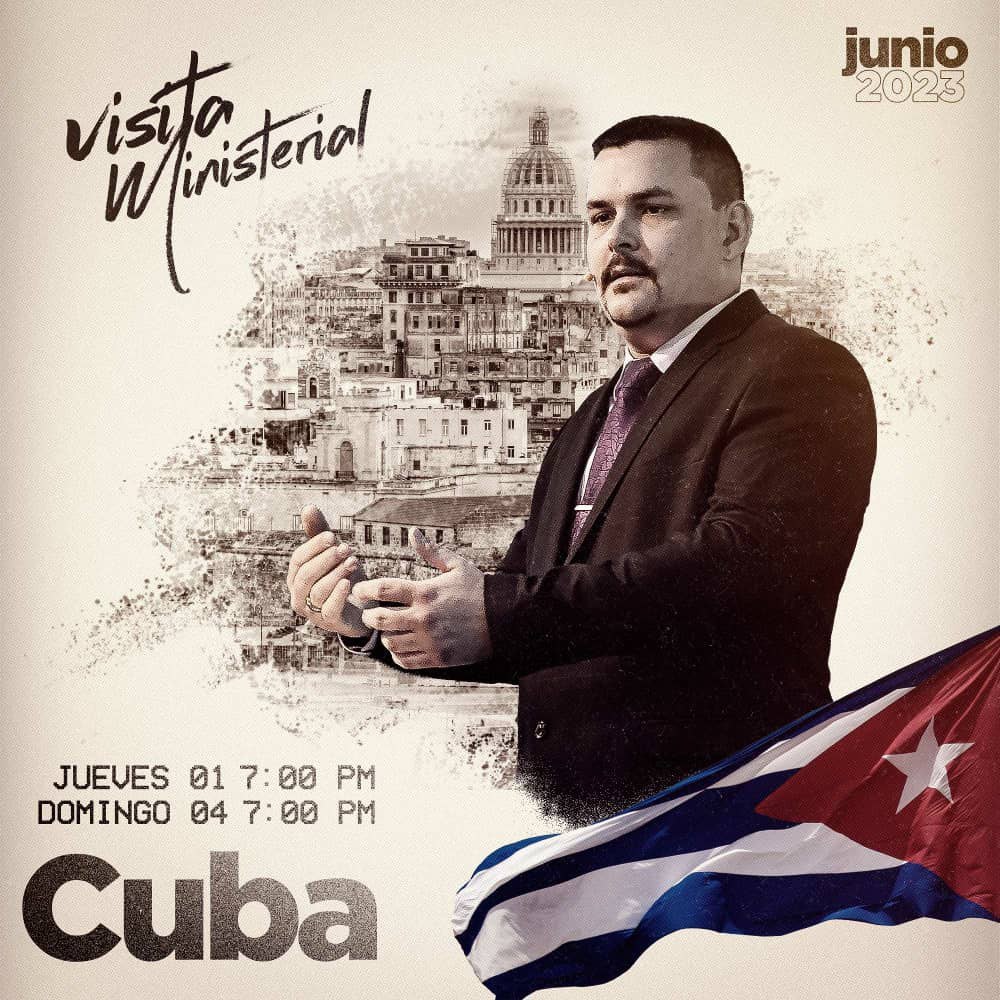 visita
Ministerial
junio
2023
JUEVES 01 7:00 PM
DOMINGO 04 7:00 PM
Cuba